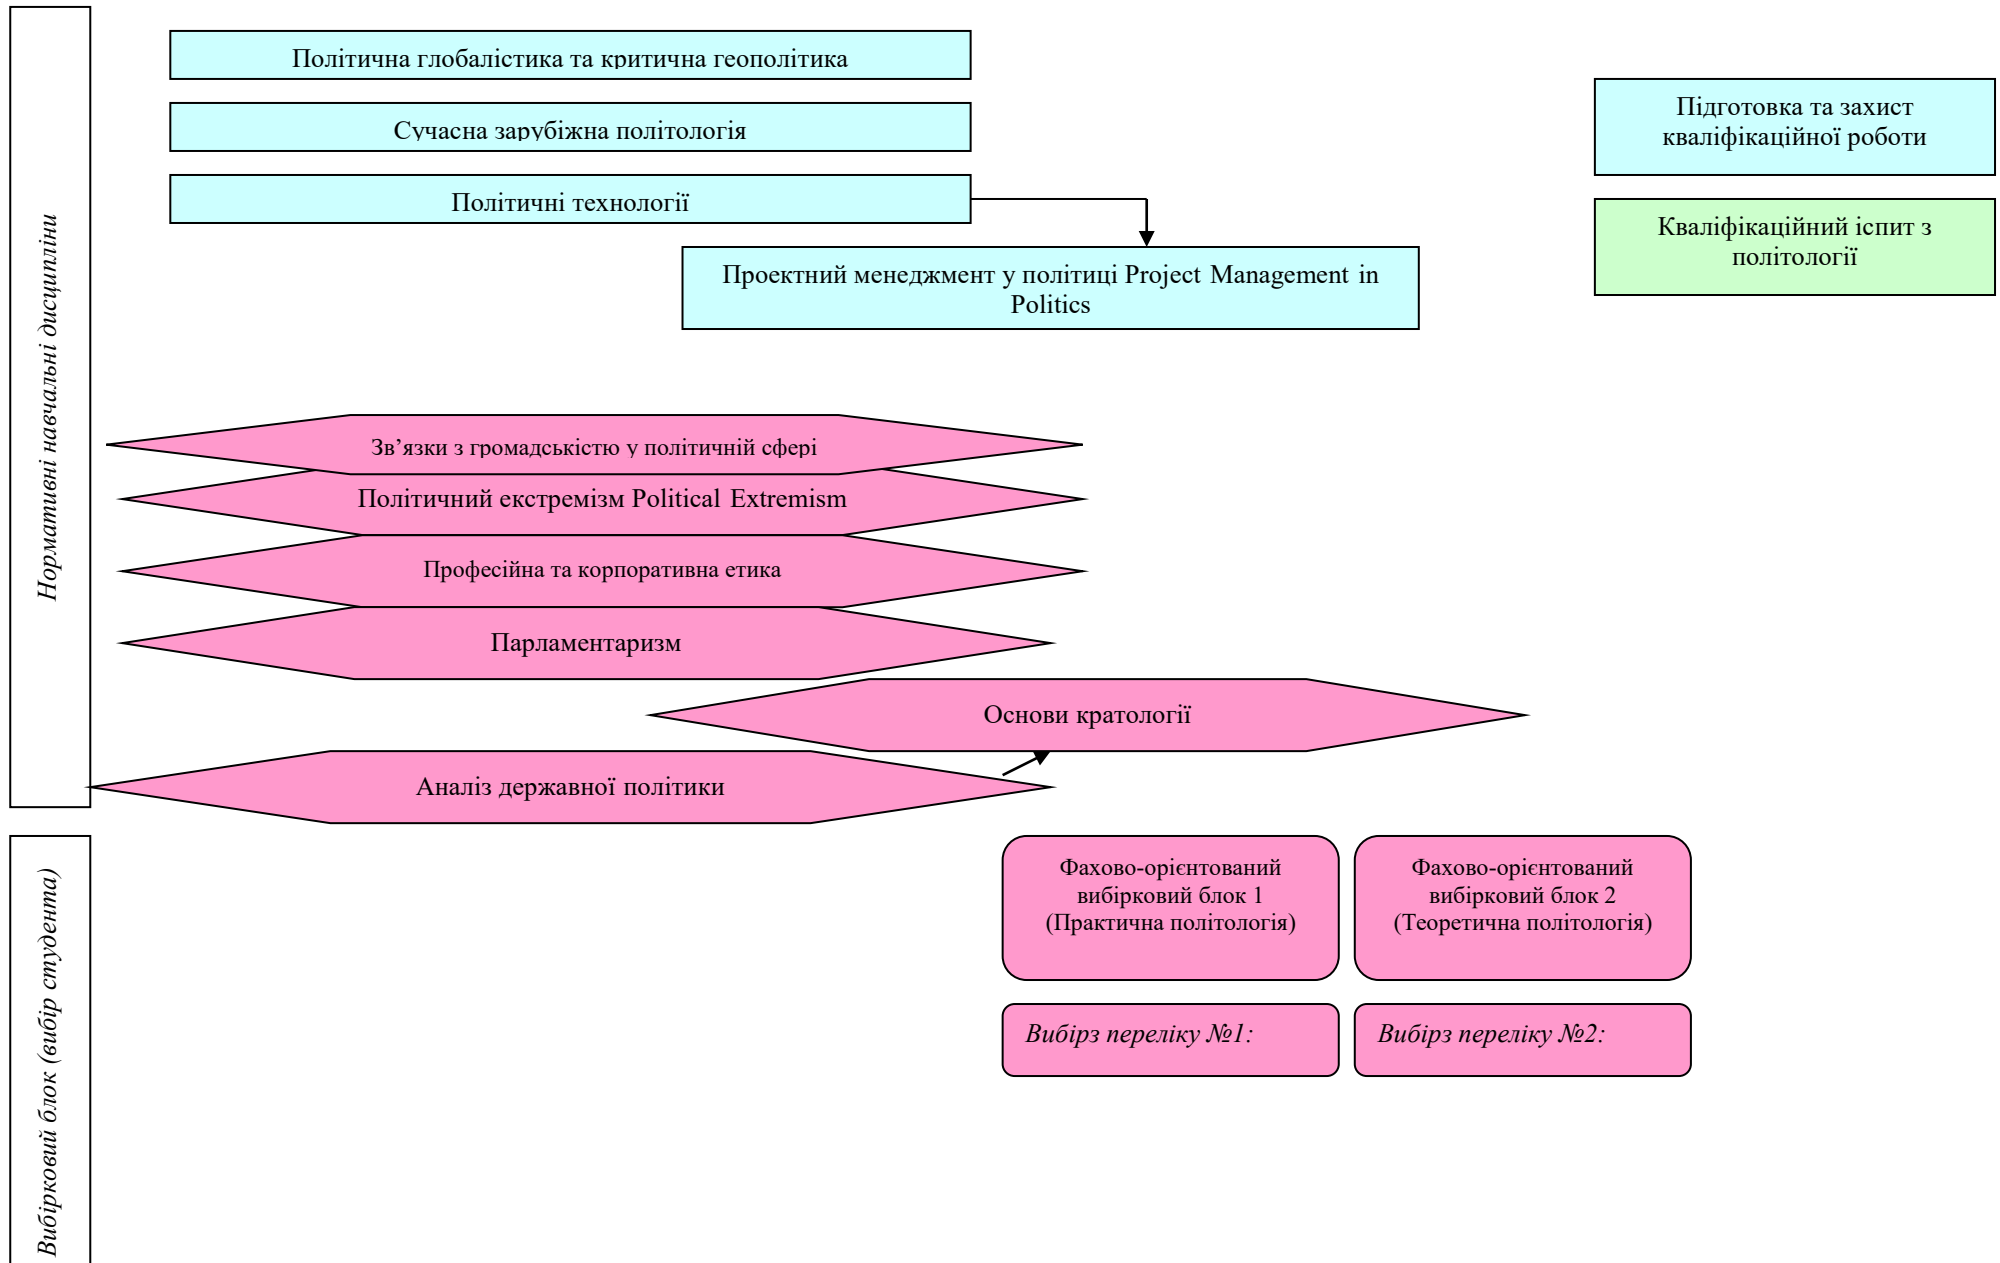 Нормативні навчальні дисципліни
Політична глобалістика та критична геополітика
Сучасна зарубіжна політологія
Політичні технології
Проектний менеджмент у політиці Project Management in
Politics
Підготовка та захист
кваліфікаційної роботи
Кваліфікаційний іспит з
політології
Зв’язки з громадськістю у політичній сфері
Політичний екстремізм Political Extremism
Професійна та корпоративна етика
Парламентаризм
Основи кратології
Аналіз державної політики
Вибірковий блок (вибір студента)
Фахово-орієнтований
вибірковий блок 1
(Практична політологія)
Фахово-орієнтований
вибірковий блок 2
(Теоретична політологія)
Вибірз переліку №1:
Вибірз переліку №2: